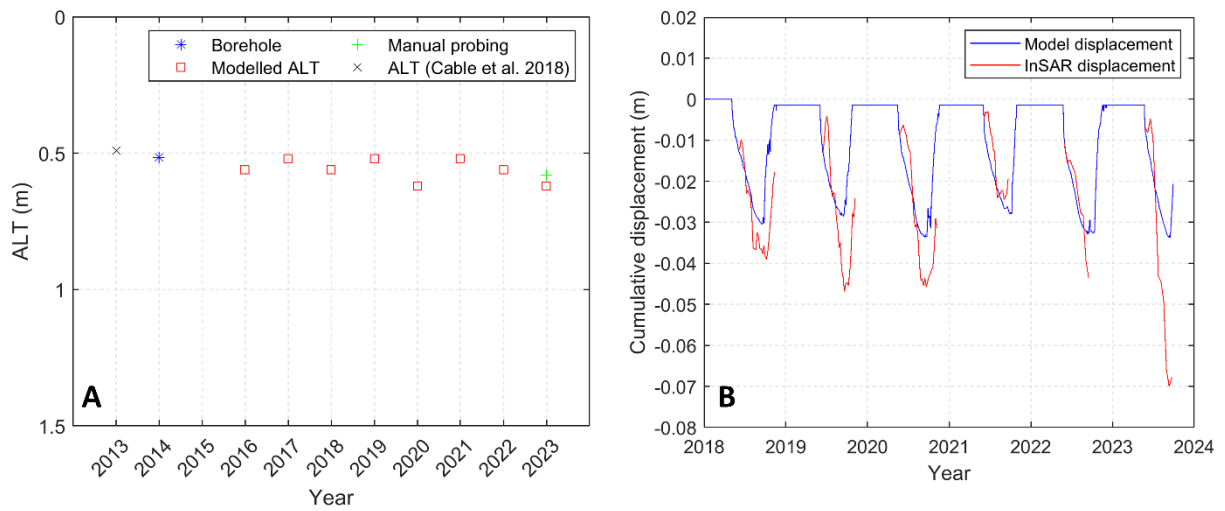 0
0.5
1
1.5
ALT (m)
Borehole
Modelled ALT
Manual probing
ALT (Cable et al. 2018)
A
2013
2014
2015
2016
2017
2018
2019
2020
2021
2022
2023
Year
0.02
0.01
0
-0.01
-0.02
-0.03
-0.04
-0.05
-0.06
-0.07
-0.08
Cumulative displacement (m)
Model displacement
InSAR displacement
B
2018
2019
2020
2021
2022
2023
2024
Year